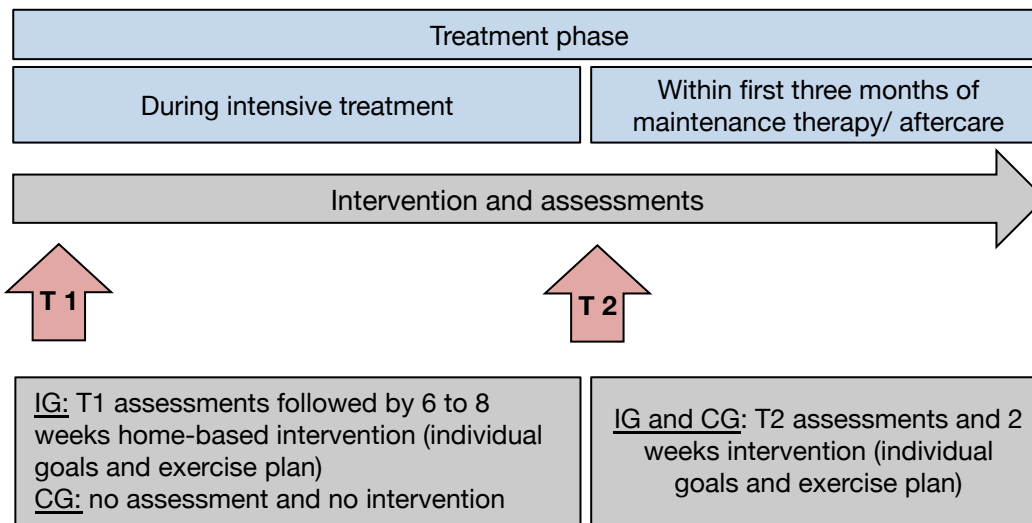 Treatment phase
During intensive treatment
Within first three months of
maintenance therapy/ aftercare
Intervention and assessments
T 1
T 2
IG: T1 assessments followed by 6 to 8
weeks home-based intervention (individual
goals and exercise plan)
CG: no assessment and no intervention
IG and CG: T2 assessments and 2
weeks intervention (individual
goals and exercise plan)